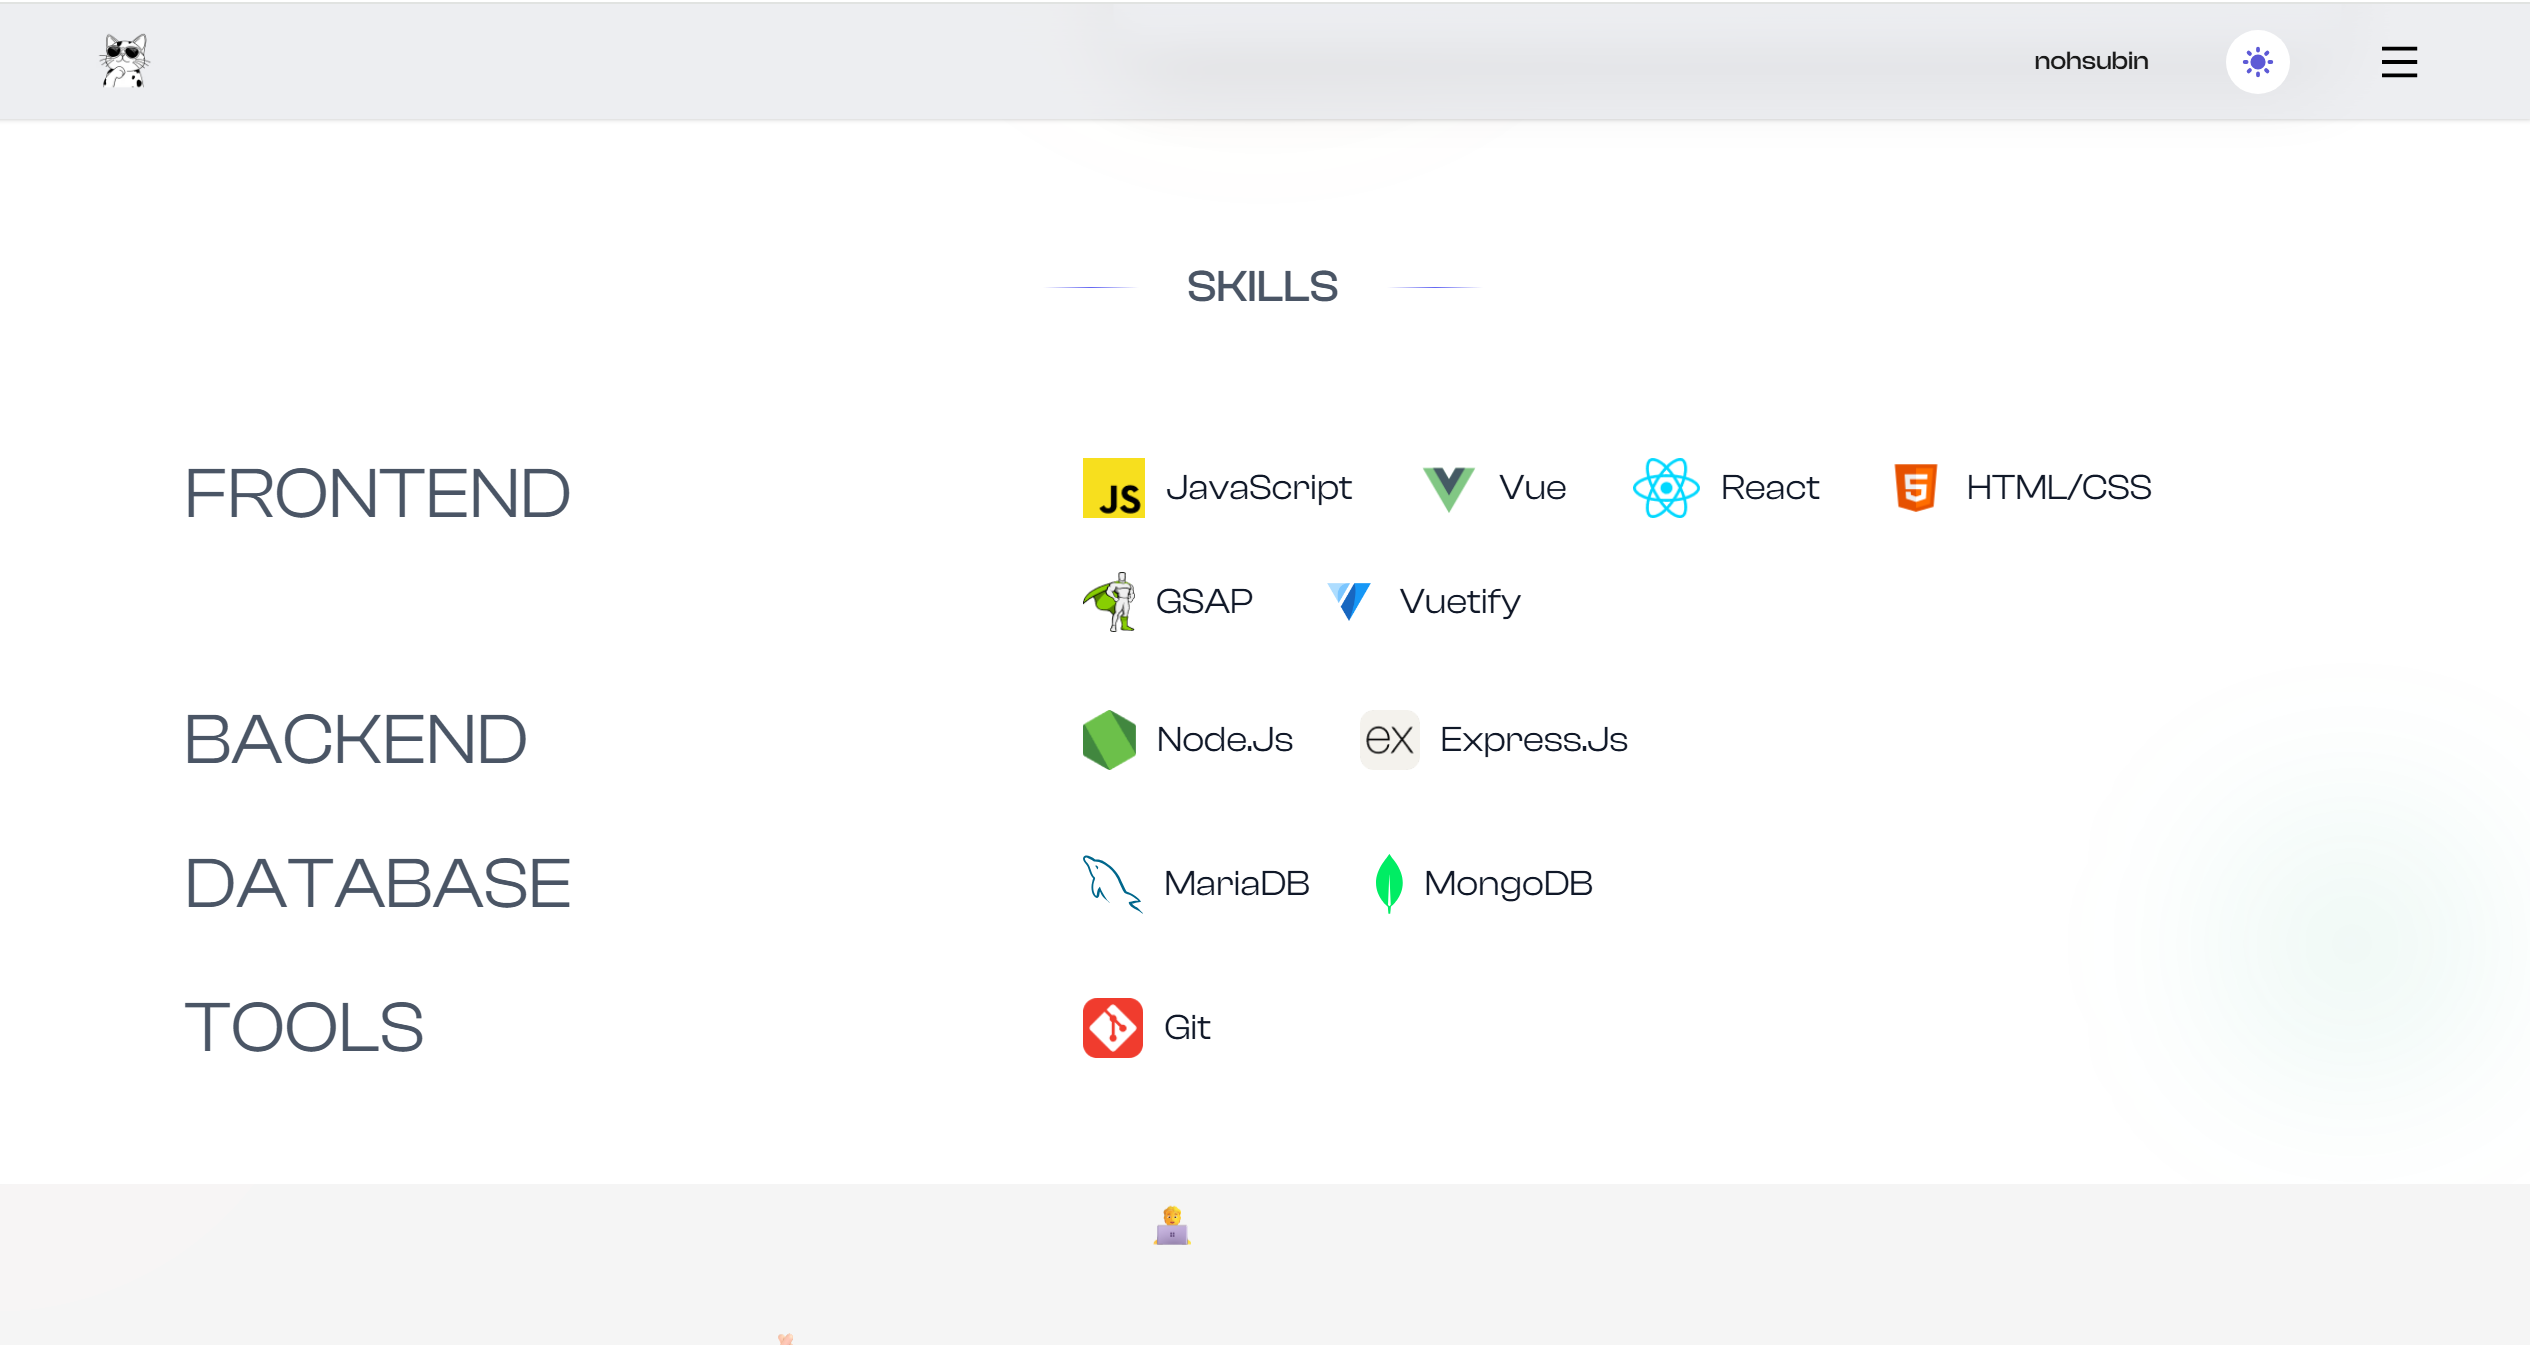 nohsubin
SKILLS
FRONTEND
JS JavaScript Vue React 5 HTML/CSS
GSAP Vuetify
BACKEND
Node.Js ex Express.Js
DATABASE
MariaDB MongoDB
TOOLS
Git